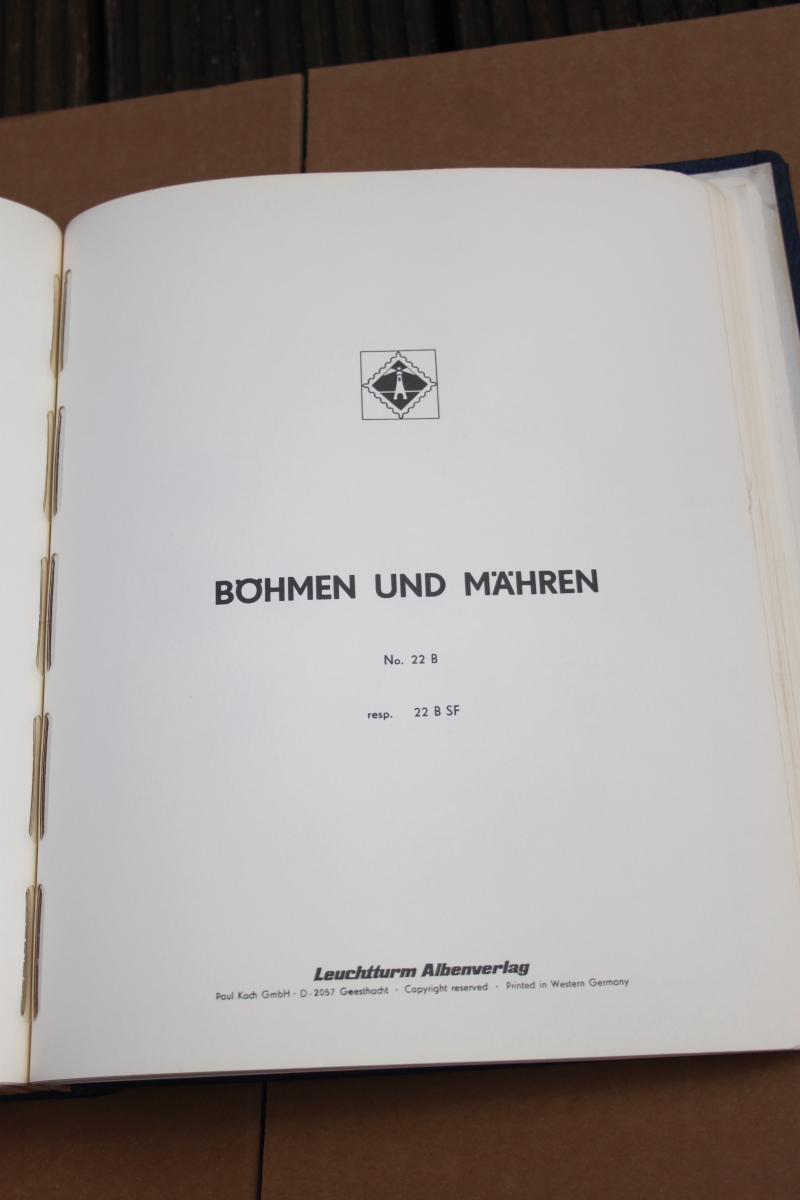 BÖHMEN UND MÄHREN
No. 22 B
resp. 22 B SF
Leuchtturm Albenverlag
Paul Koch GmbH · D-2057 Geesthacht · Copyright reserved · Printed in Western Germany